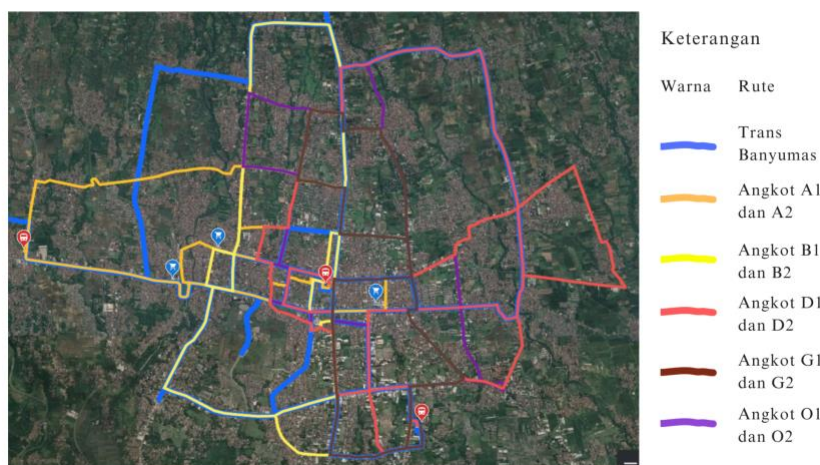 Keterangan
Warna Rute
Trans
Banyumas
Angkot A1
dan A2
Angkot B1
dan B2
Angkot D1
dan D2
Angkot G1
dan G2
Angkot O1
dan O2